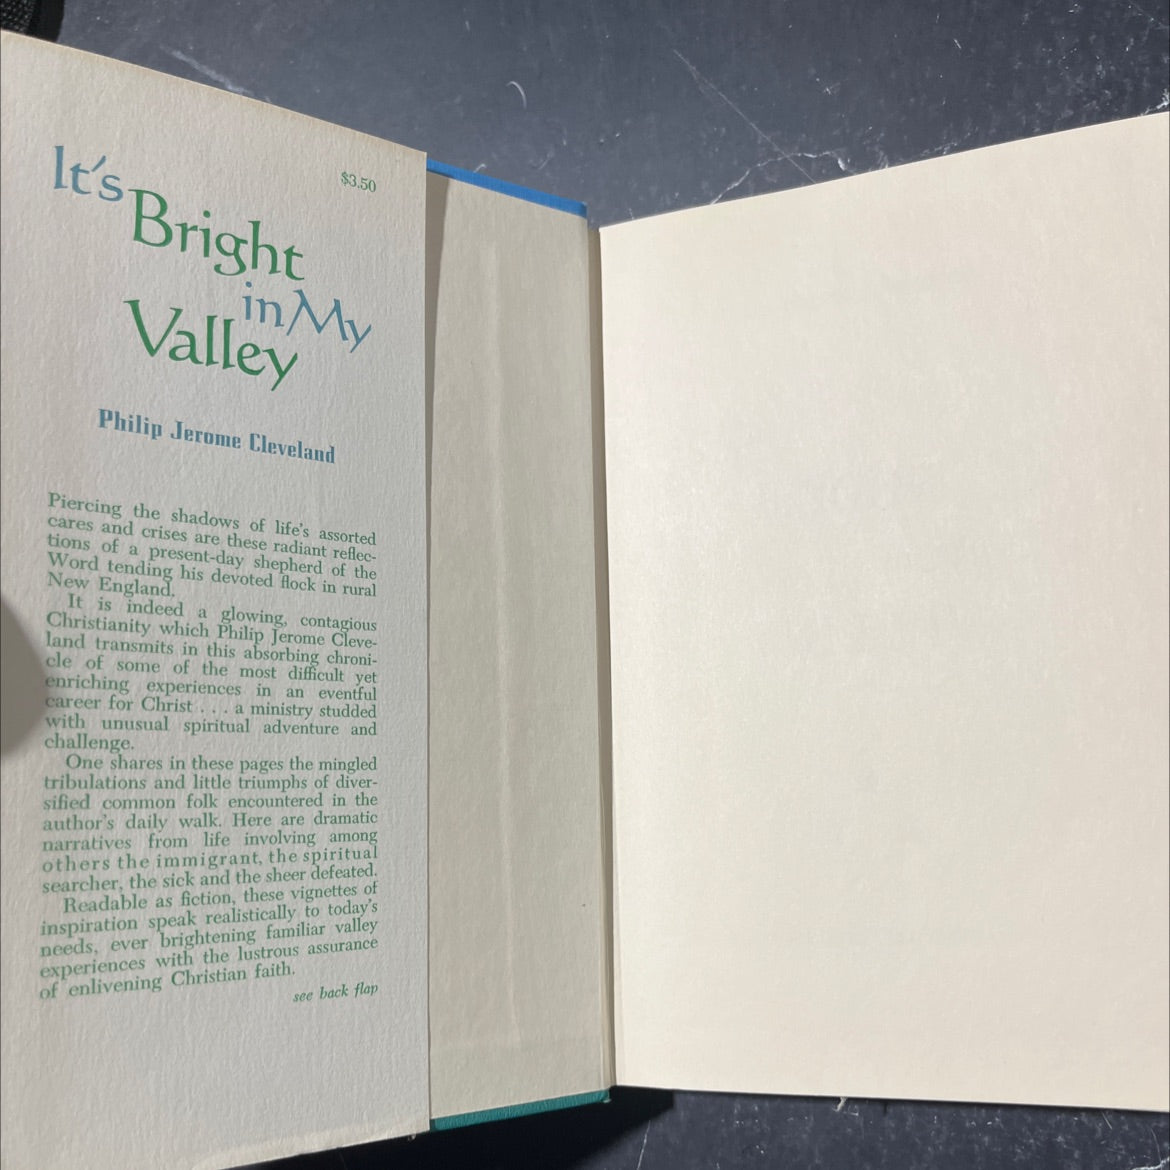 $3.50
It's
Bright
in My
Valley
Philip Jerome Cleveland
Piercing the shadows of life's assorted
cares and crises are these radiant reflec-
tions of a present-day shepherd of the
Word tending his devoted flock in rural
New England.
It is indeed a glowing, contagious
Christianity which Philip Jerome Cleve-
land transmits in this absorbing chroni-
cle of some of the most difficult yet
enriching experiences in an eventful
career for Christ . . . a ministry studded
with unusual spiritual adventure and
challenge.
One shares in these pages the mingled
tribulations and little triumphs of diver-
sified common folk encountered in the
author's daily walk. Here are dramatic
narratives from life involving among
others the immigrant, the spiritual
searcher, the sick and the sheer defeated.
Readable as fiction, these vignettes of
inspiration speak realistically to today's
needs, ever brightening familiar valley
experiences with the lustrous assurance
of enlivening Christian faith.
see back flap